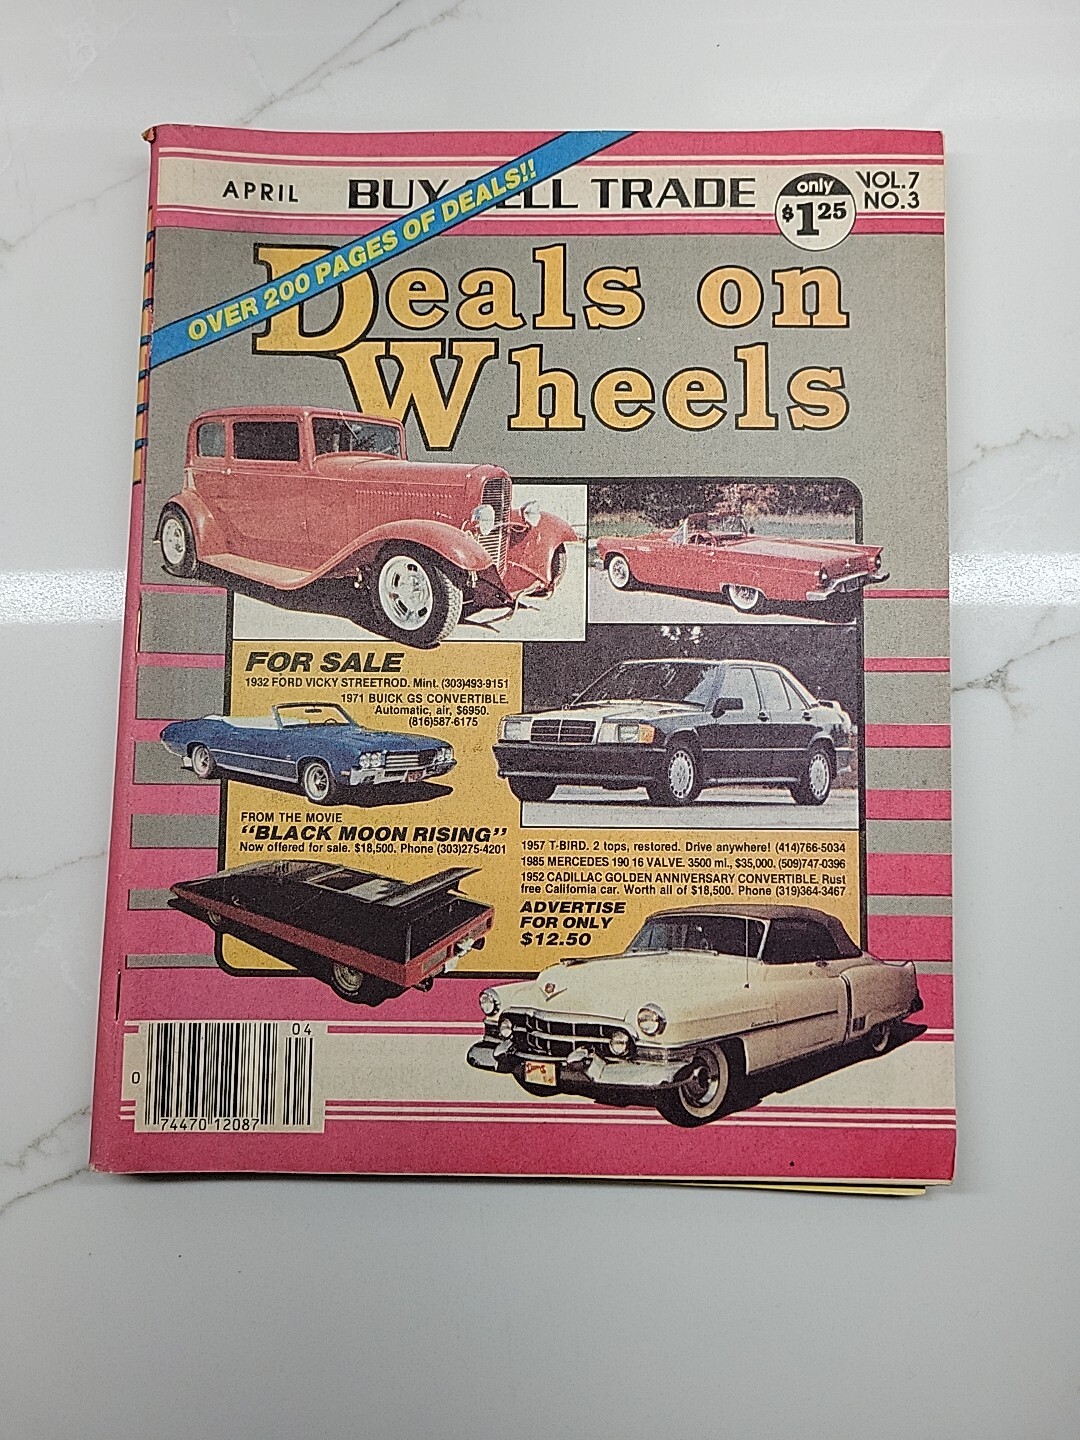 APRIL BUY SELL TRADE only $1.25 VOL.7 NO.3
OVER 200 PAGES OF DEALS!!
Deals on
Wheels
FOR SALE
1932 FORD VICKY STREETROD. Mint. (303)493-9151
1971 BUICK GS CONVERTIBLE.
Automatic, air, $6950.
(816)587-6175
FROM THE MOVIE
"BLACK MOON RISING"
Now offered for sale. $18,500. Phone (303)275-4201
1957 T-BIRD. 2 tops, restored. Drive anywhere! (414)766-5034
1985 MERCEDES 190 16 VALVE. 3500 ml., $35,000. (509)747-0396
1952 CADILLAC GOLDEN ANNIVERSARY CONVERTIBLE. Rust
free California car. Worth all of $18,500. Phone (319)364-3467
ADVERTISE
FOR ONLY
$12.50
04
0
74470 12087